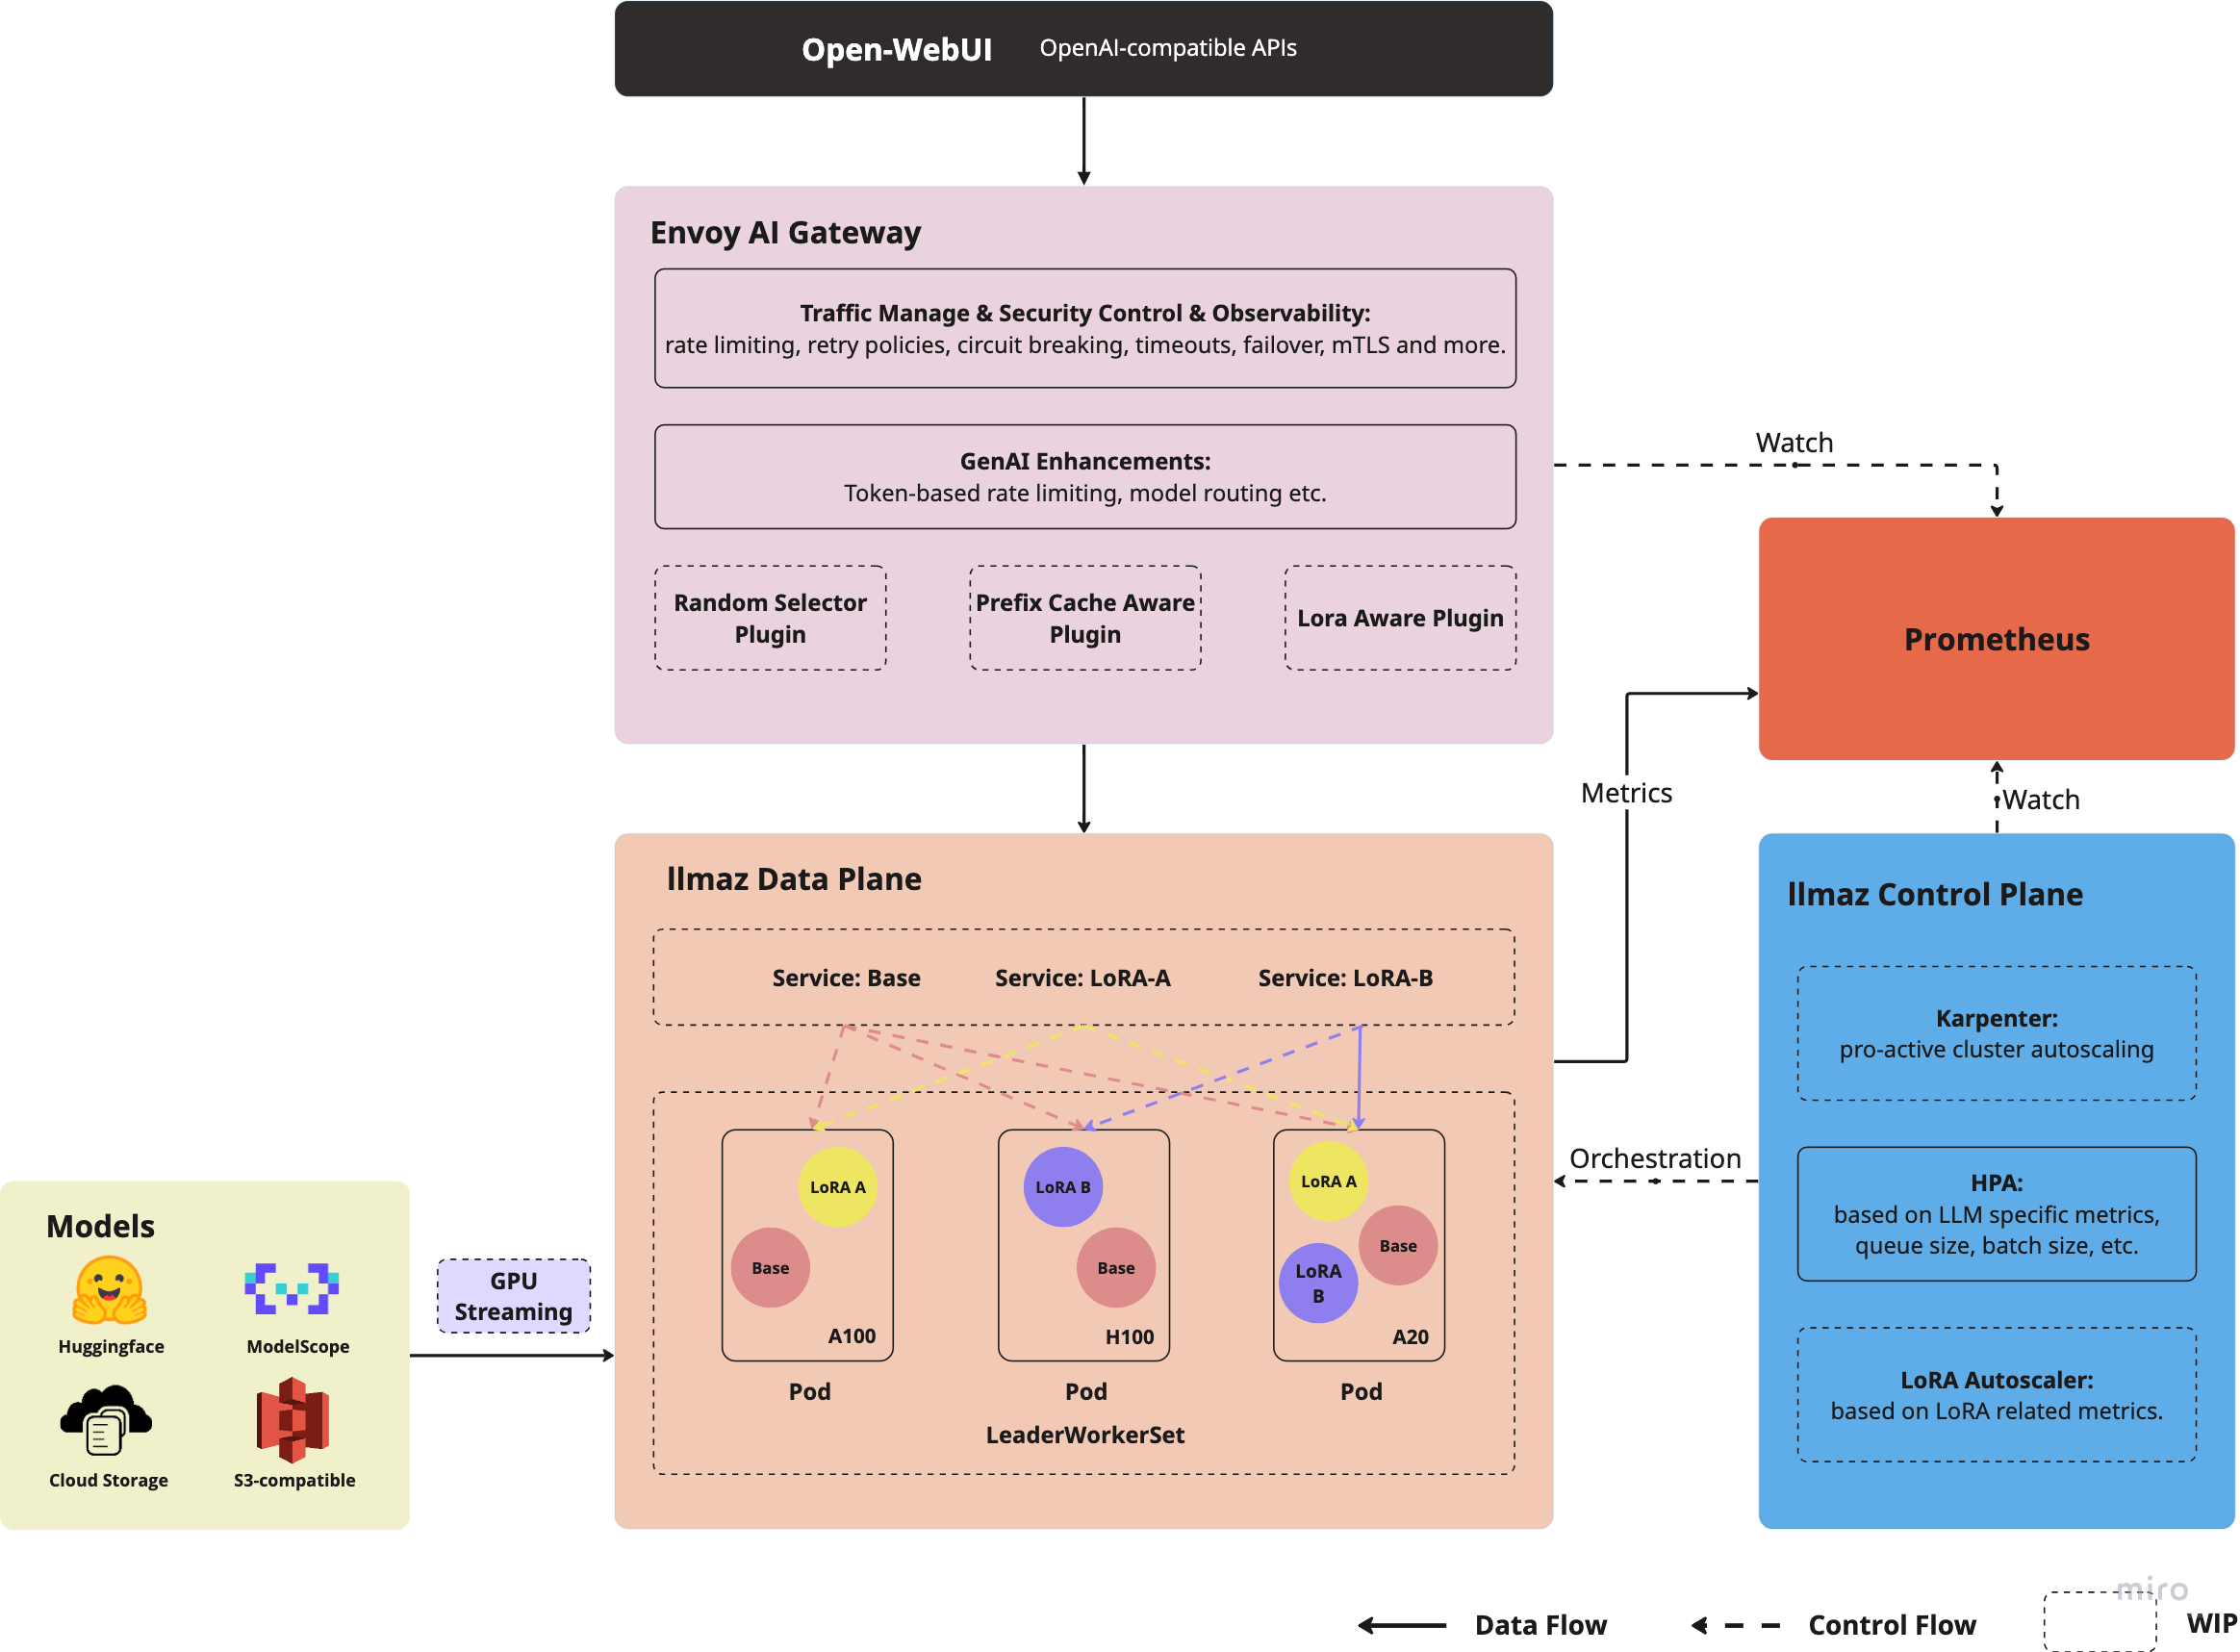 Open-WebUI OpenAI-compatible APIs
Envoy AI Gateway
Traffic Manage & Security Control & Observability:
rate limiting, retry policies, circuit breaking, timeouts, failover, mTLS and more.
GenAI Enhancements:
Token-based rate limiting, model routing etc.
Random Selector
Plugin
Prefix Cache Aware
Plugin
Lora Aware Plugin
Watch
Prometheus
Metrics
Watch
llmaz Data Plane
Service: Base
Service: LoRA-A
Service: LoRA-B
LoRA A
Base
A100
Pod
LoRA B
Base
H100
Pod
LoRA A
Base
LoRA
B
A20
Pod
LeaderWorkerSet
Orchestration
llmaz Control Plane
Karpenter:
pro-active cluster autoscaling
HPA:
based on LLM specific metrics,
queue size, batch size, etc.
LoRA Autoscaler:
based on LoRA related metrics.
Models
Huggingface
ModelScope
Cloud Storage
S3-compatible
GPU
Streaming
miro
Data Flow
Control Flow
WIP